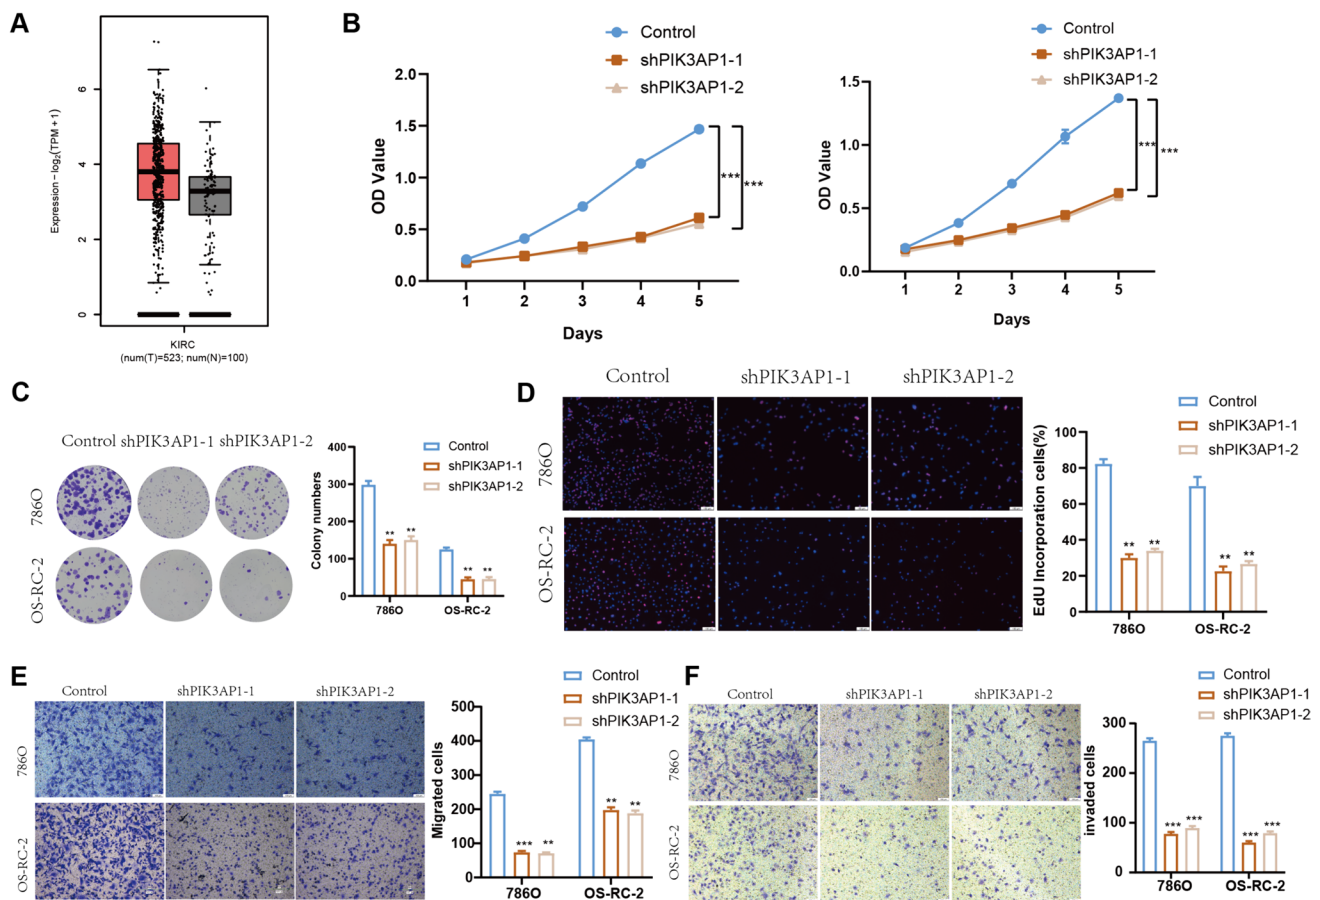 A
Expression − log2(TPM + 1)
6
4
2
0
KIRC
(num(T)=523; num(N)=100)
B
Control
shPIK3AP1-1
shPIK3AP1-2
OD Value
2.0
1.5
1.0
0.5
0.0
1 2 3 4 5
Days
***
***
Control
shPIK3AP1-1
shPIK3AP1-2
OD Value
1.5
1.0
0.5
0.0
1 2 3 4 5
Days
***
***
C
Control shPIK3AP1-1 shPIK3AP1-2
786O
OS-RC-2
Control
shPIK3AP1-1
shPIK3AP1-2
Colony numbers
400
300
200
100
0
** **
** **
786O OS-RC-2
D
Control shPIK3AP1-1 shPIK3AP1-2
786O
OS-RC-2
Control
shPIK3AP1-1
shPIK3AP1-2
EdU Incorporation cells(%)
100
80
60
40
20
0
** **
** **
786O OS-RC-2
E
Control shPIK3AP1-1 shPIK3AP1-2
786O
OS-RC-2
Control
shPIK3AP1-1
shPIK3AP1-2
Migrated cells
500
400
300
200
100
0
*** **
** **
786O OS-RC-2
F
Control shPIK3AP1-1 shPIK3AP1-2
786O
OS-RC-2
Control
shPIK3AP1-1
shPIK3AP1-2
invaded cells
300
200
100
0
*** ***
*** ***
786O OS-RC-2